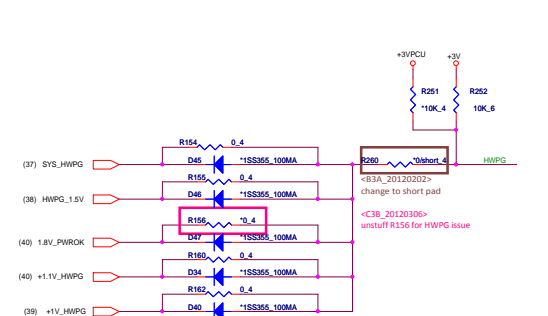 +3VPCU +3V
R251 R252
*10K_4 10K_6
R154 0_4
(37) SYS_HWPG D45 *1SS355_100MA R260 *0/short_4 HWPG
R155 0_4 <B3A_20120202>
(38) HWPG_1.5V D46 *1SS355_100MA change to short pad
R156 *0_4 <C3B_20120306>
unstuff R156 for HWPG issue
(40) 1.8V_PWROK D47 *1SS355_100MA
R160 0_4
(40) +1.1V_HWPG D34 *1SS355_100MA
R162 0_4
(39) +1V_HWPG D40 *1SS355_100MA